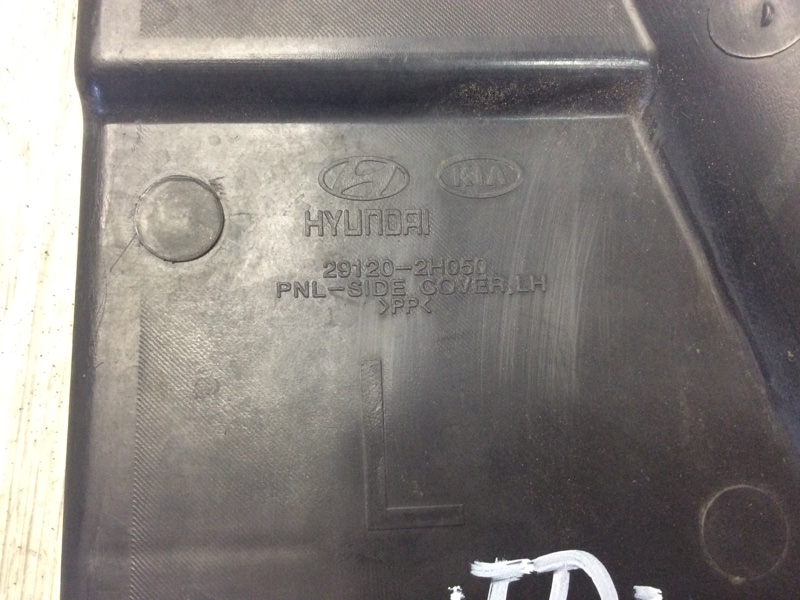 KIA
HYUNDAI
29120-2H050
PNL-SIDE COVER,LH
>PP<
L